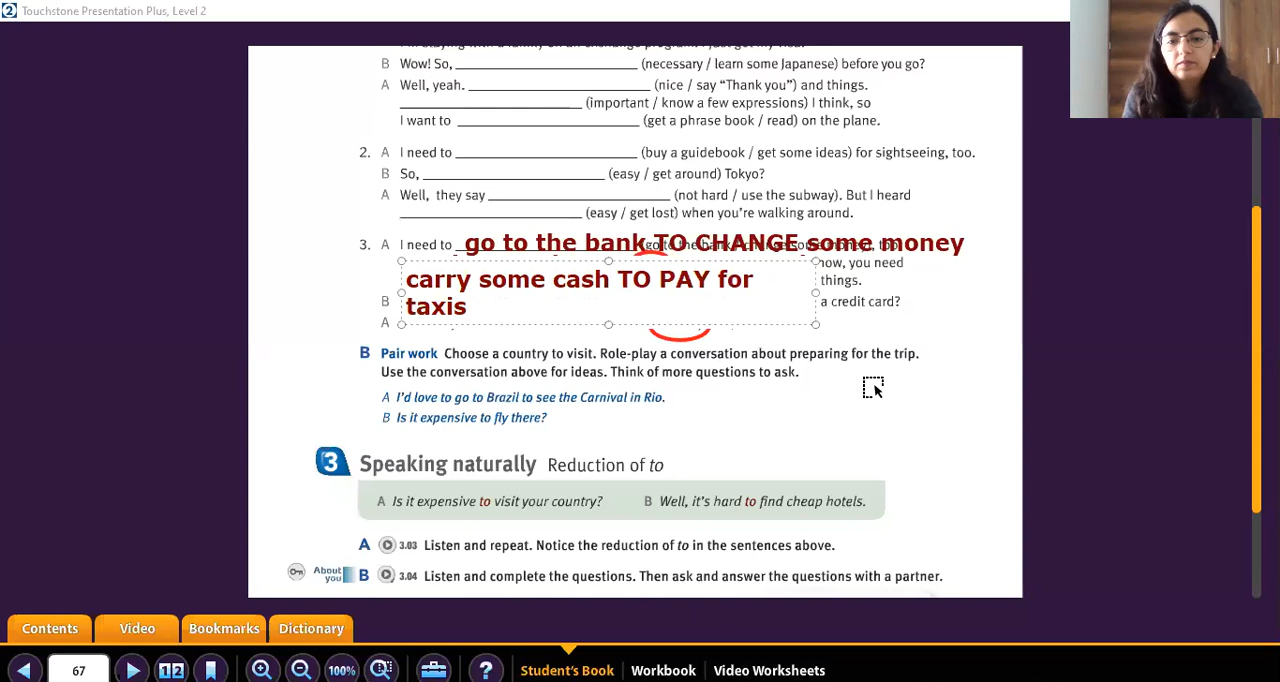 Touchstone Presentation Plus, Level 2
B Wow! So, ____________ (necessary / learn some Japanese) before you go?
A Well, yeah. ____________ (nice / say “Thank you”) and things.
____________ (important / know a few expressions) I think, so
I want to ____________ (get a phrase book / read) on the plane.
2. A I need to ____________ (buy a guidebook / get some ideas) for sightseeing, too.
B So, ____________ (easy / get around) Tokyo?
A Well, they say ____________ (not hard / use the subway). But I heard
____________ (easy / get lost) when you’re walking around.
3. A I need to go to the bank TO CHANGE some money
now, you need
carry some cash TO PAY for things.
taxis
B a credit card?
A
B Pair work Choose a country to visit. Role-play a conversation about preparing for the trip.
Use the conversation above for ideas. Think of more questions to ask.
A I’d love to go to Brazil to see the Carnival in Rio.
B Is it expensive to fly there?
3 Speaking naturally Reduction of to
A Is it expensive to visit your country? B Well, it’s hard to find cheap hotels.
A 3.03 Listen and repeat. Notice the reduction of to in the sentences above.
About you B 3.04 Listen and complete the questions. Then ask and answer the questions with a partner.
Contents Video Bookmarks Dictionary
67 1 2 100% ? Student's Book Workbook Video Worksheets